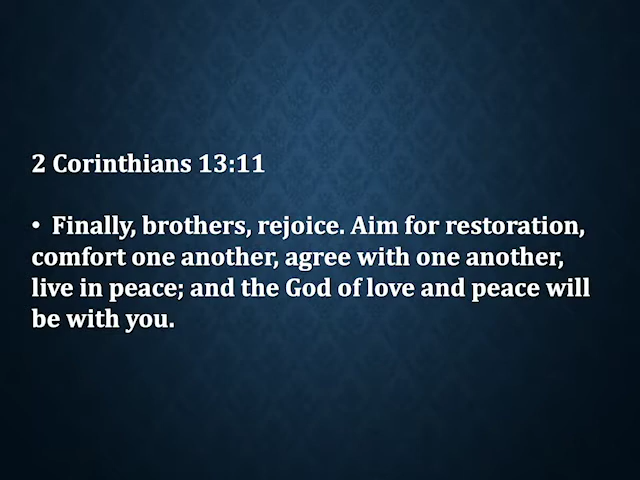 2 Corinthians 13:11
• Finally, brothers, rejoice. Aim for restoration,
comfort one another, agree with one another,
live in peace; and the God of love and peace will
be with you.